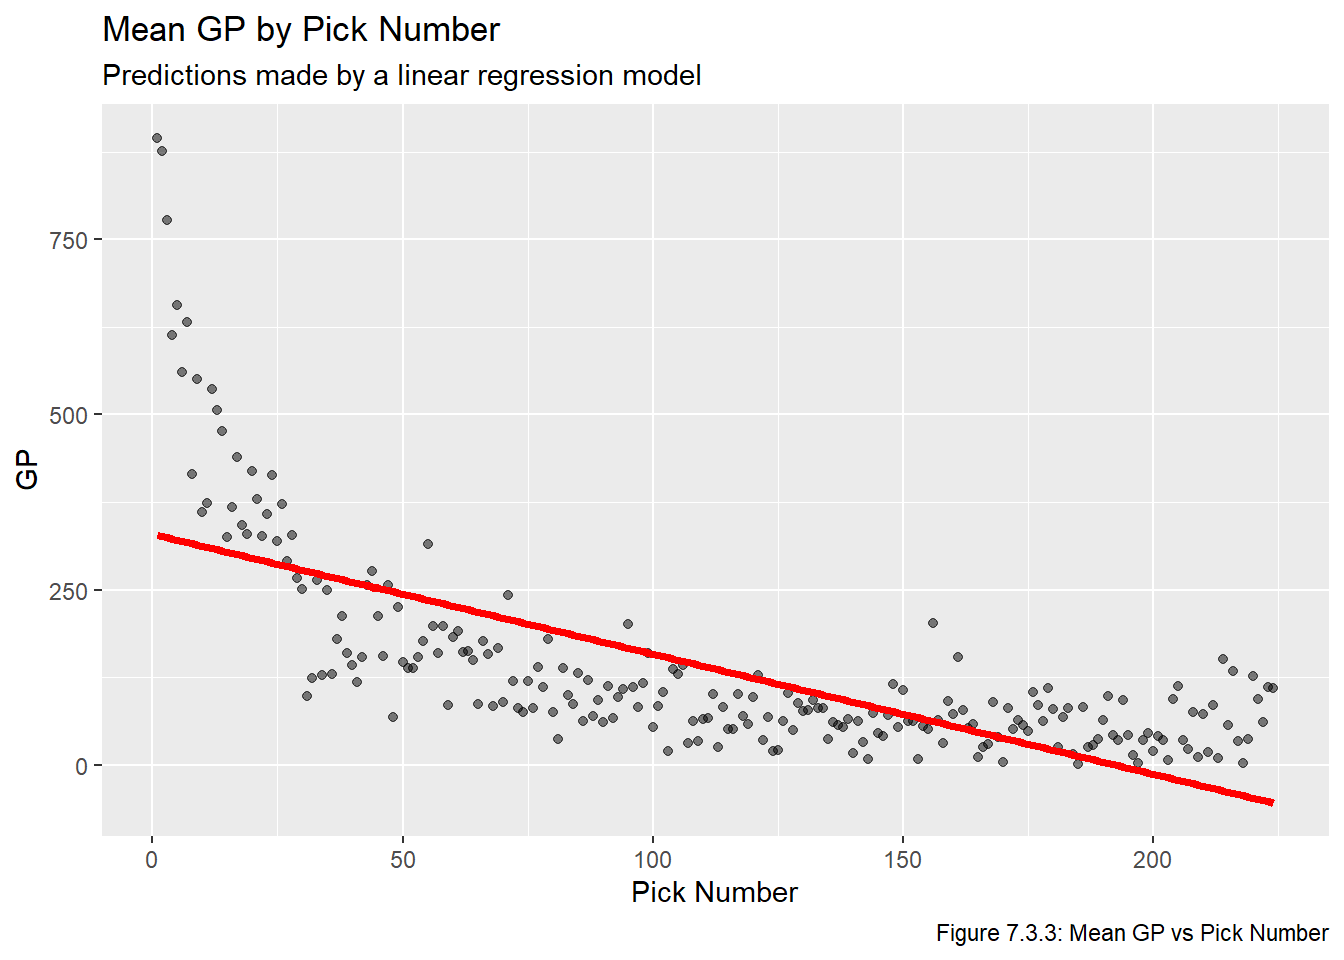 Mean GP by Pick Number
Predictions made by a linear regression model
750
500
250
0
GP
0 50 100 150 200
Pick Number
Figure 7.3.3: Mean GP vs Pick Number